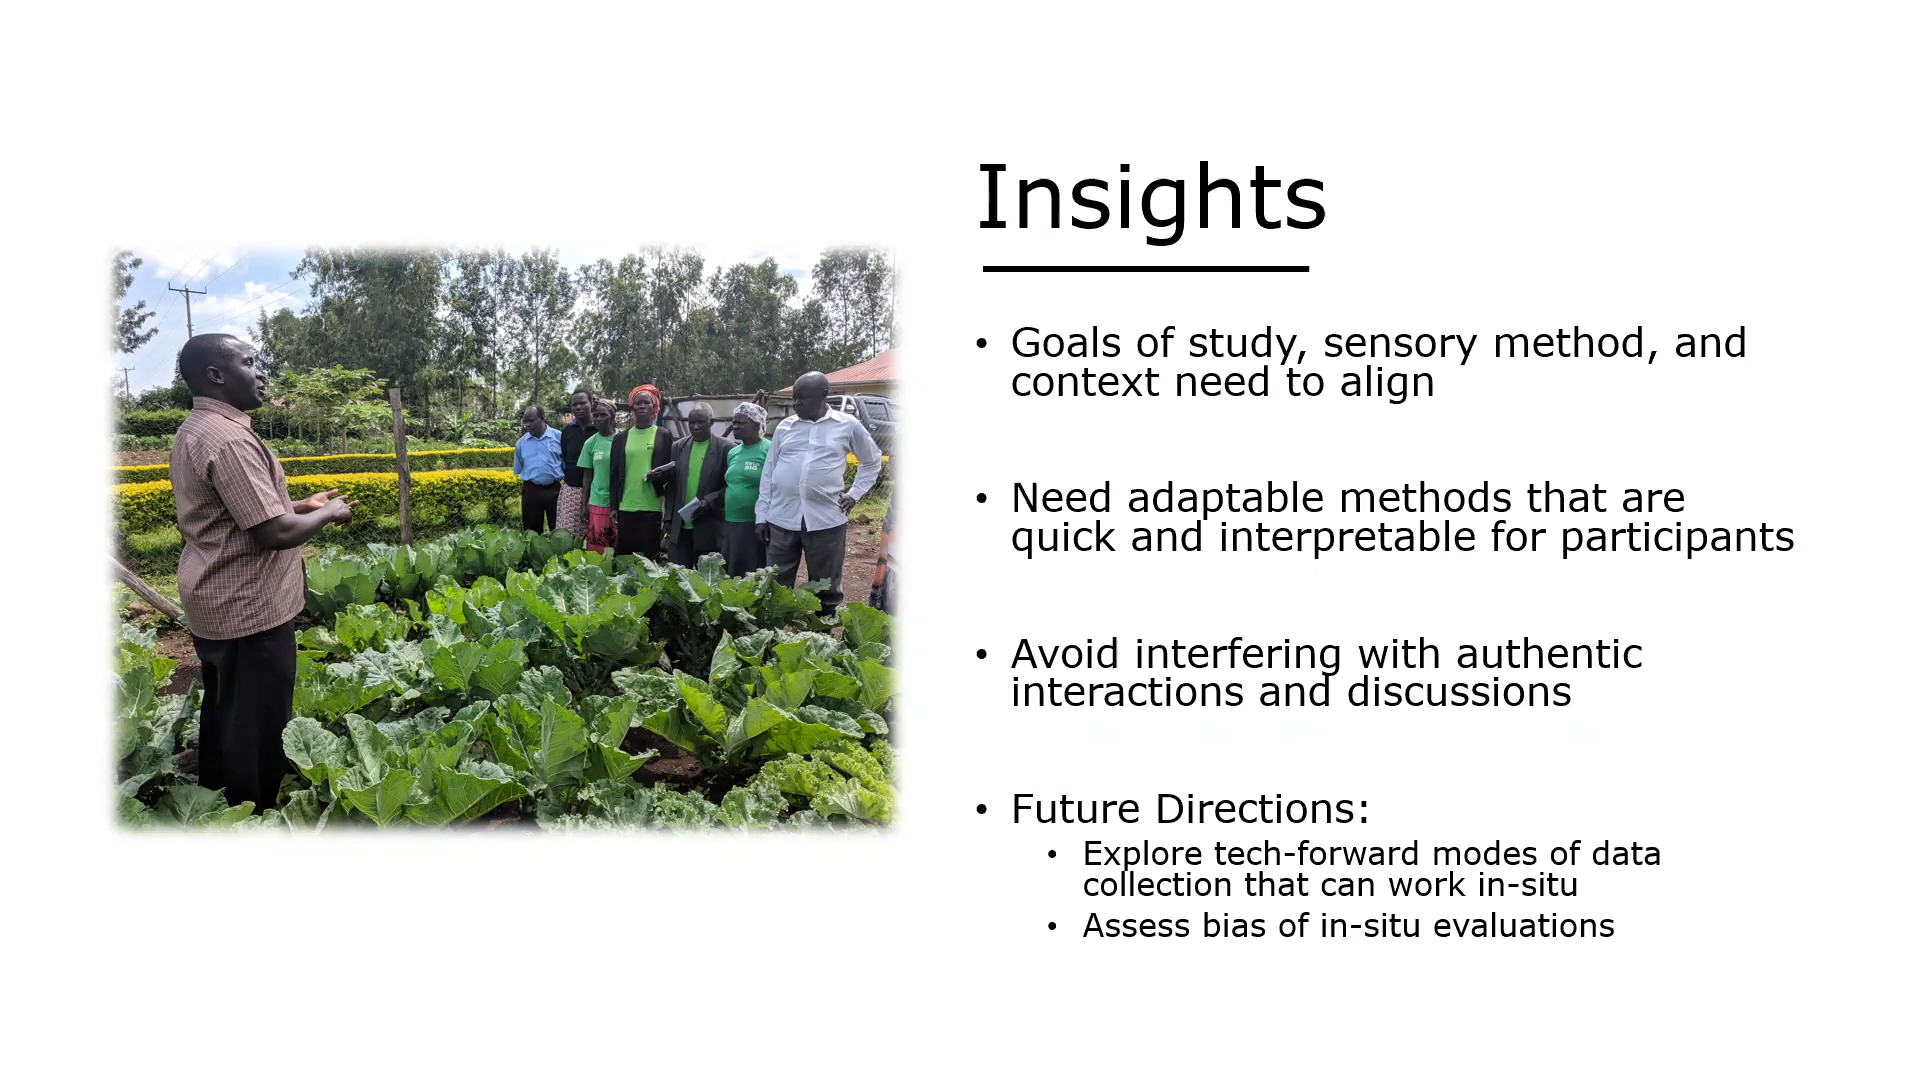 Insights
• Goals of study, sensory method, and
context need to align
• Need adaptable methods that are
quick and interpretable for participants
• Avoid interfering with authentic
interactions and discussions
• Future Directions:
• Explore tech-forward modes of data
collection that can work in-situ
• Assess bias of in-situ evaluations